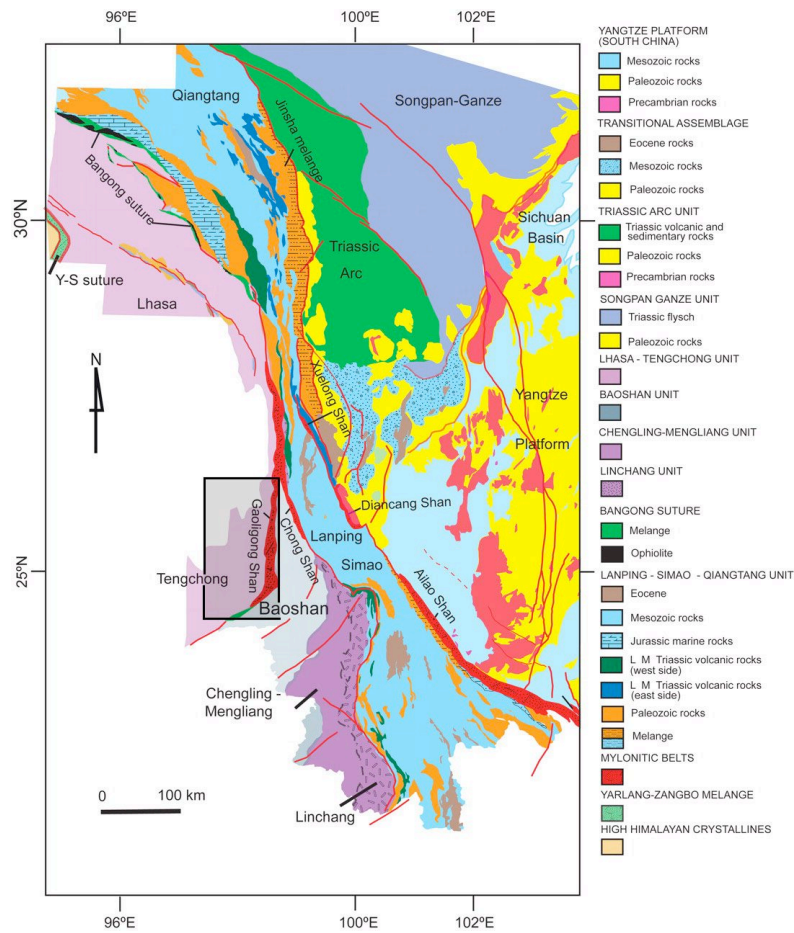 96ºE
100ºE
102ºE
30ºN
25ºN
96ºE
100ºE
102ºE
Qiangtang
Songpan-Ganze
Jinsha melange
Bangong suture
Sichuan
Basin
Triassic
Arc
Y-S suture
Lhasa
N
Xuelong Shan
Yangtze
Platform
Diancang Shan
Gaoligong Shan
Chong Shan
Lanping
Simao
Tengchong
Baoshan
Ailao Shan
Chengling -
Mengliang
0 100 km
Linchang
YANGTZE PLATFORM
(SOUTH CHINA)
Mesozoic rocks
Paleozoic rocks
Precambrian rocks
TRANSITIONAL ASSEMBLAGE
Eocene rocks
Mesozoic rocks
Paleozoic rocks
TRIASSIC ARC UNIT
Triassic volcanic and
sedimentary rocks
Paleozoic rocks
Precambrian rocks
SONGPAN GANZE UNIT
Triassic flysch
Paleozoic rocks
LHASA - TENGCHONG UNIT
BAOSHAN UNIT
CHENGLING-MENGLIANG UNIT
LINCHANG UNIT
BANGONG SUTURE
Melange
Ophiolite
LANPING - SIMAO - QIANGTANG UNIT
Eocene
Mesozoic rocks
Jurassic marine rocks
L M Triassic volcanic rocks
(west side)
L M Triassic volcanic rocks
(east side)
Paleozoic rocks
Melange
MYLONITIC BELTS
YARLANG-ZANGBO MELANGE
HIGH HIMALAYAN CRYSTALLINES